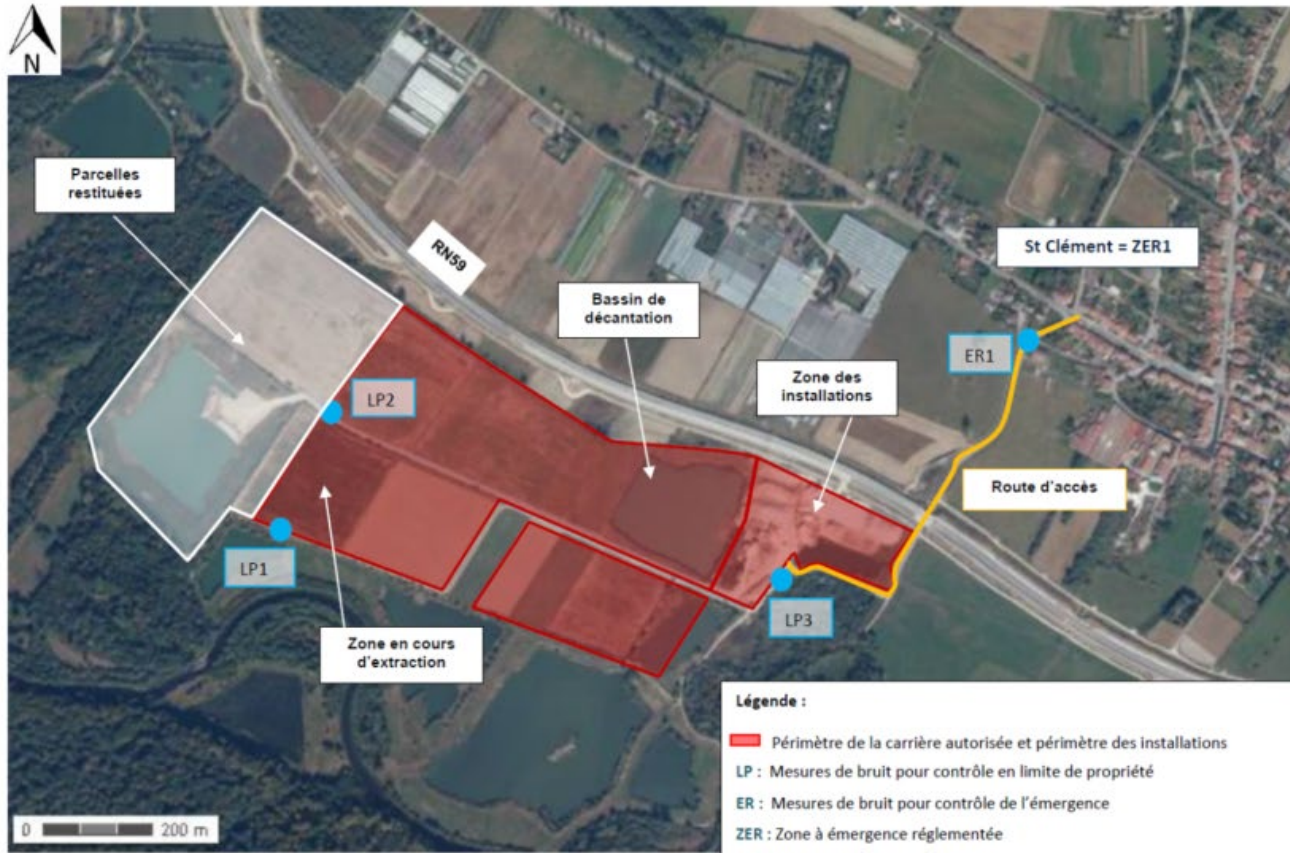 N
Parcelles
restituées
RN59
St Clément = ZER1
Bassin de
décantation
ER1
Zone des
installations
LP2
Route d'accès
LP1
LP3
Zone en cours
d'extraction
Légende :
Périmètre de la carrière autorisée et périmètre des installations
LP : Mesures de bruit pour contrôle en limite de propriété
ER : Mesures de bruit pour contrôle de l'émergence
ZER : Zone à émergence réglementée
0 200 m